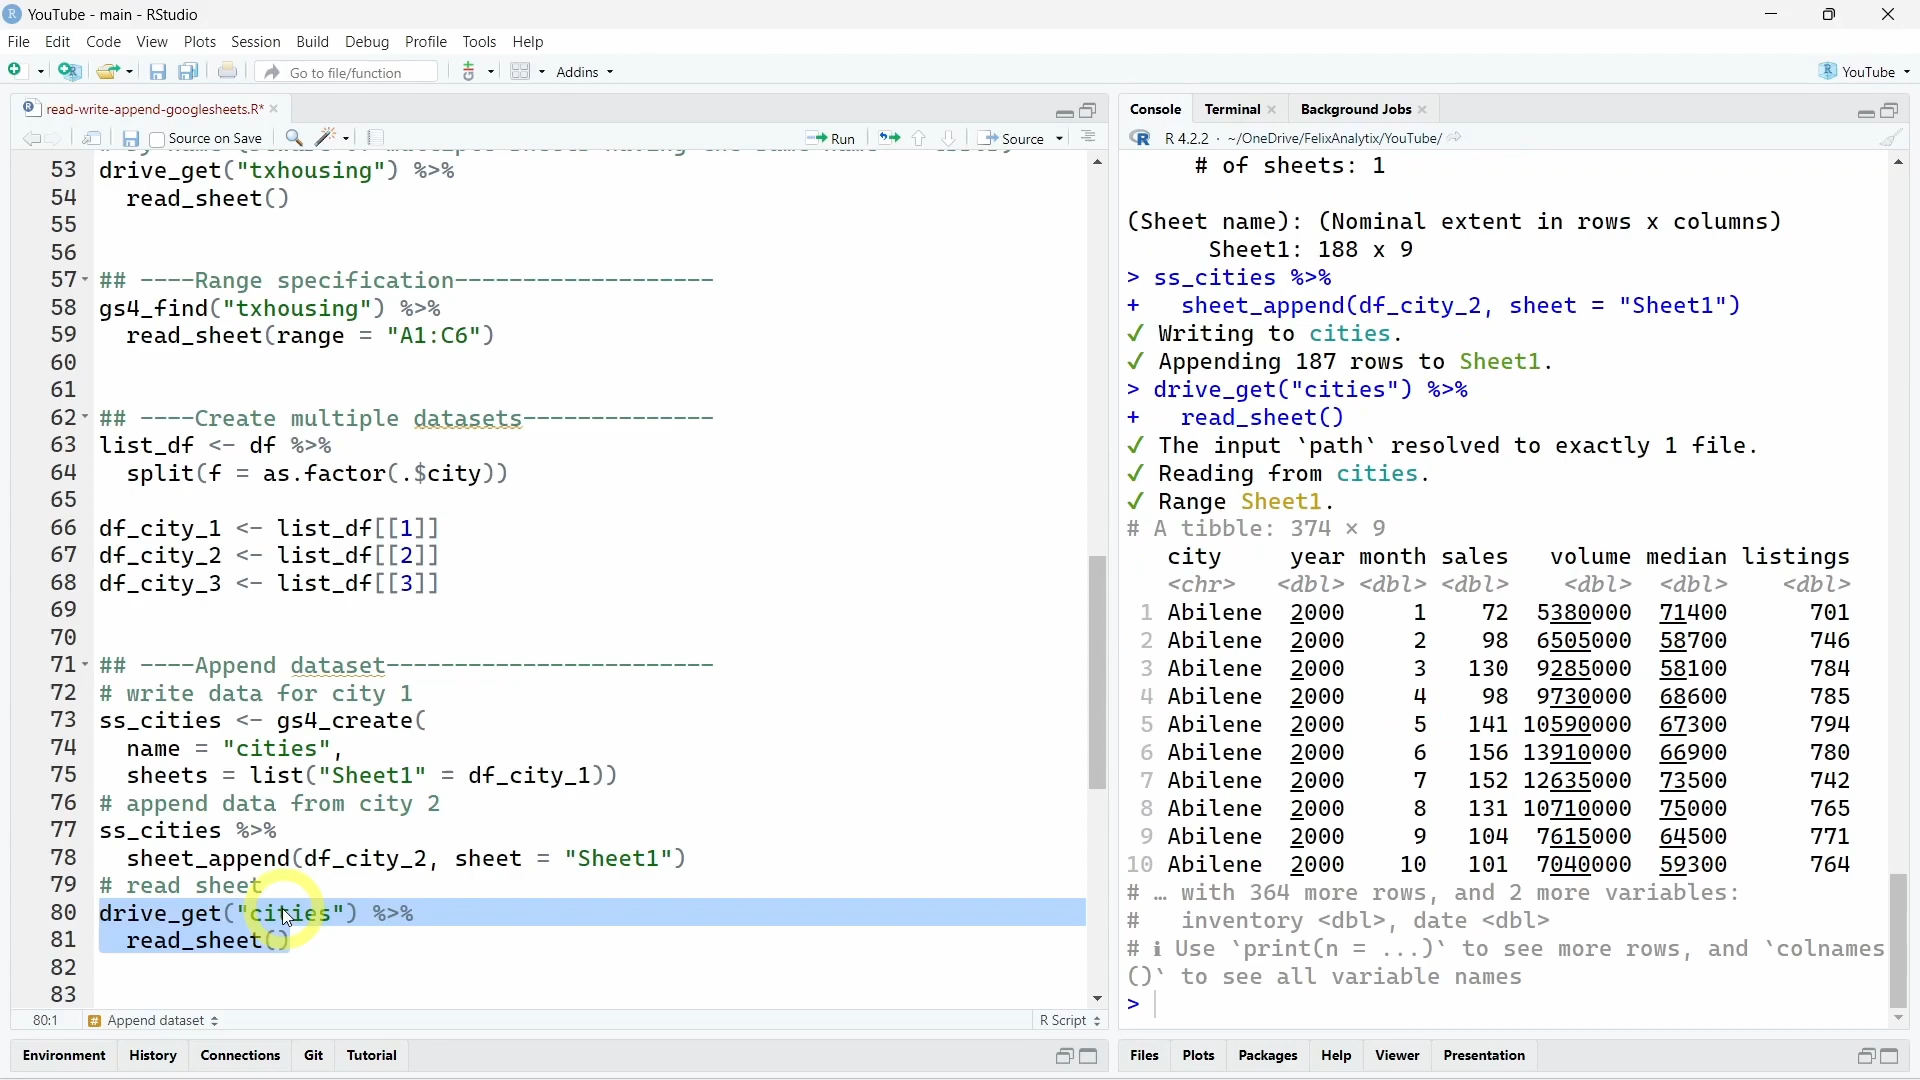 YouTube - main - RStudio
File Edit Code View Plots Session Build Debug Profile Tools Help
Go to file/function Addins YouTube
read-write-append-googlesheets.R*
Source on Save Run Source
53 drive_get("txhousing") %>%
54 read_sheet()
55
56
57 ## ----Range specification-------------------
58 gs4_find("txhousing") %>%
59 read_sheet(range = "A1:C6")
60
61
62 ## ----Create multiple datasets--------------
63 list_df <- df %>%
64 split(f = as.factor(.$city))
65
66 df_city_1 <- list_df[[1]]
67 df_city_2 <- list_df[[2]]
68 df_city_3 <- list_df[[3]]
69
70
71 ## ----Append dataset------------------------
72 # write data for city 1
73 ss_cities <- gs4_create(
74 name = "cities",
75 sheets = list("Sheet1" = df_city_1))
76 # append data from city 2
77 ss_cities %>%
78 sheet_append(df_city_2, sheet = "Sheet1")
79 # read sheet
80 drive_get("cities") %>%
81 read_sheet()
82
83
80:1 # Append dataset R Script
Environment History Connections Git Tutorial
Console Terminal Background Jobs
R 4.2.2 · ~/OneDrive/FelixAnalytix/YouTube/
# of sheets: 1
(Sheet name): (Nominal extent in rows x columns)
Sheet1: 188 x 9
> ss_cities %>%
+ sheet_append(df_city_2, sheet = "Sheet1")
✓ Writing to cities.
✓ Appending 187 rows to Sheet1.
> drive_get("cities") %>%
+ read_sheet()
✓ The input `path` resolved to exactly 1 file.
✓ Reading from cities.
✓ Range Sheet1.
# A tibble: 374 × 9
city year month sales volume median listings
<chr> <dbl> <dbl> <dbl> <dbl> <dbl> <dbl>
1 Abilene 2000 1 72 5380000 71400 701
2 Abilene 2000 2 98 6505000 58700 746
3 Abilene 2000 3 130 9285000 58100 784
4 Abilene 2000 4 98 9730000 68600 785
5 Abilene 2000 5 141 10590000 67300 794
6 Abilene 2000 6 156 13910000 66900 780
7 Abilene 2000 7 152 12635000 73500 742
8 Abilene 2000 8 131 10710000 75000 765
9 Abilene 2000 9 104 7615000 64500 771
10 Abilene 2000 10 101 7040000 59300 764
# … with 364 more rows, and 2 more variables:
# inventory <dbl>, date <dbl>
# ℹ Use `print(n = ...)` to see more rows, and `colnames
()` to see all variable names
>
Files Plots Packages Help Viewer Presentation